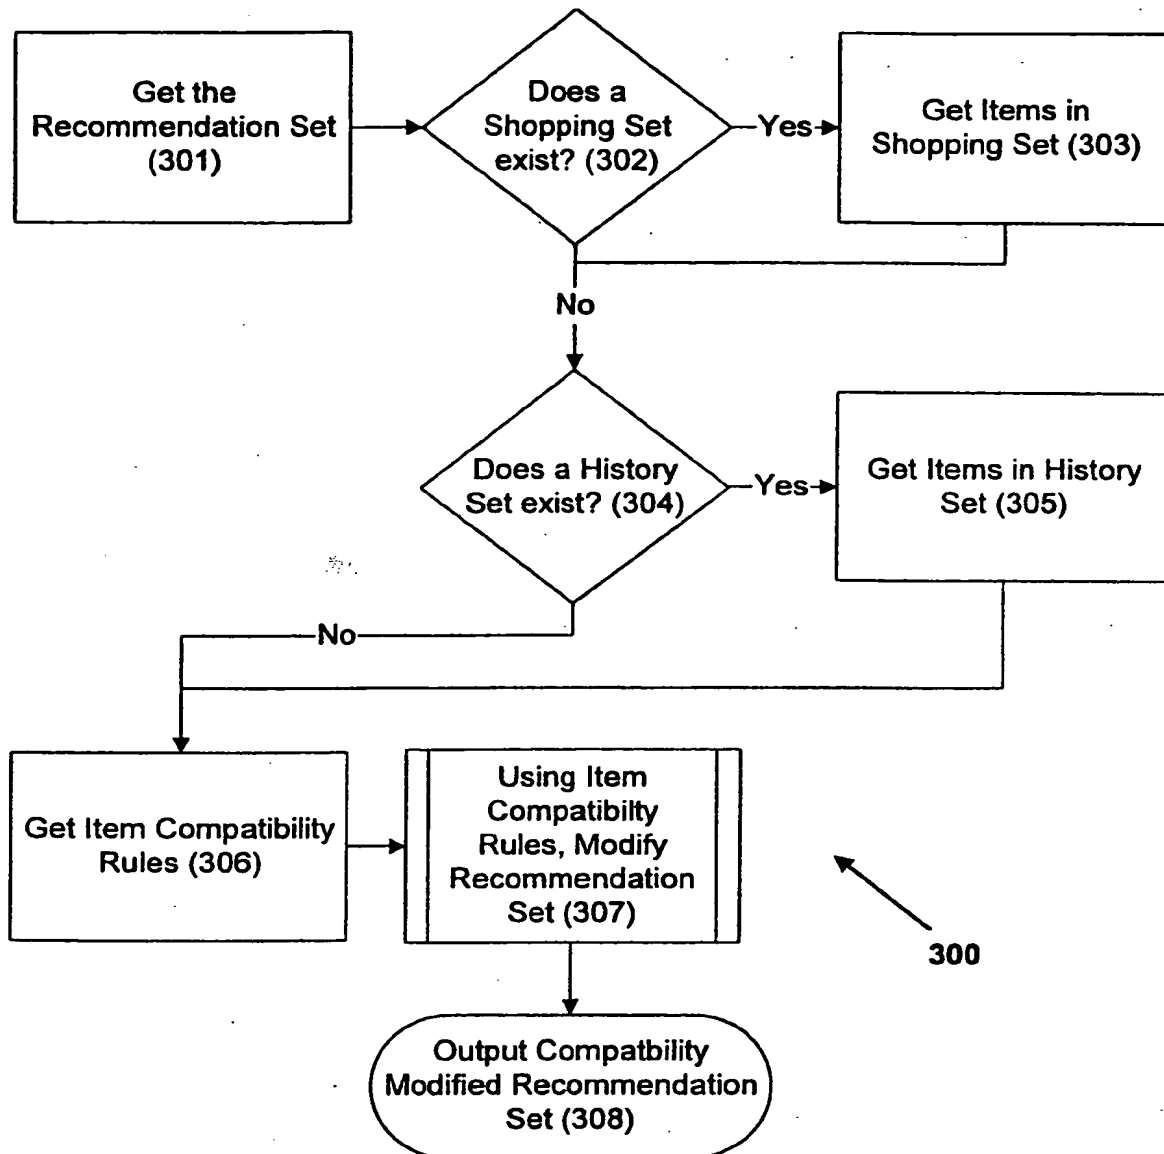 Get the
Recommendation Set
(301)
Does a
Shopping Set
exist? (302)
Yes
Get Items in
Shopping Set (303)
No
Does a History
Set exist? (304)
Yes
Get Items in History
Set (305)
No
Get Item Compatibility
Rules (306)
Using Item
Compatibilty
Rules, Modify
Recommendation
Set (307)
300
Output Compatbility
Modified Recommendation
Set (308)